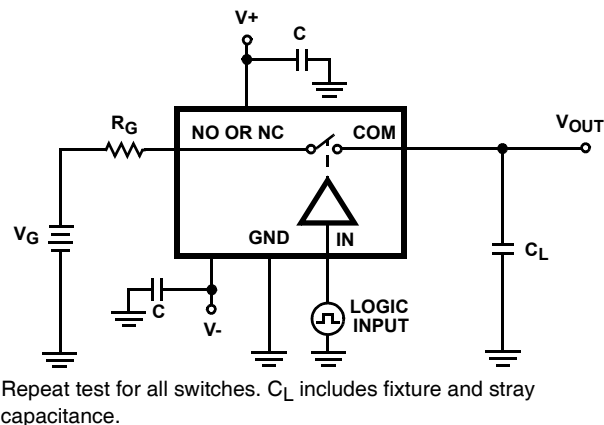 V+
C
RG
NO OR NC
COM
VOUT
VG
GND
IN
CL
C
V-
LOGIC
INPUT
Repeat test for all switches. CL includes fixture and stray
capacitance.